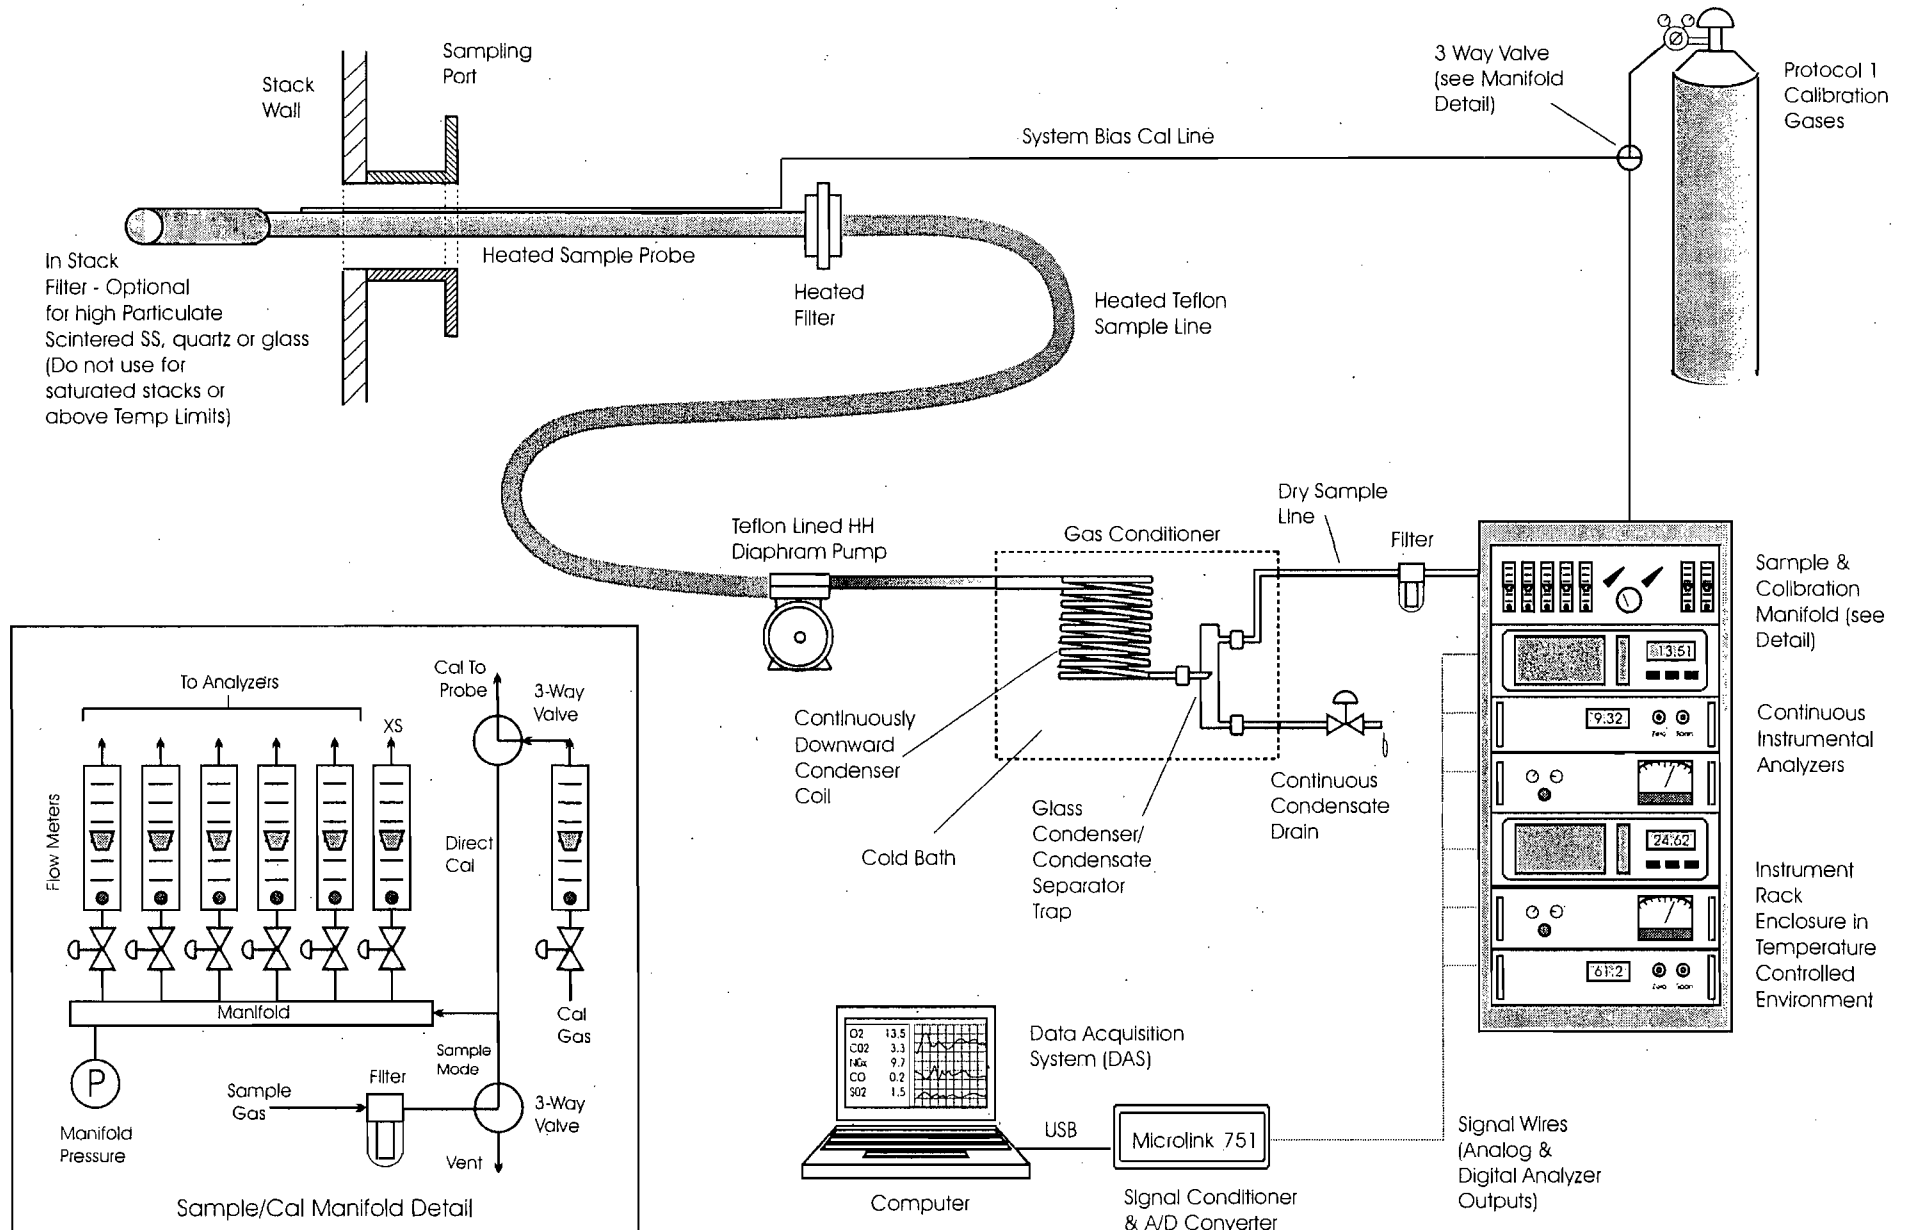 Sampling
Port
Stack
Wall
3 Way Valve
(see Manifold
Detail)
Protocol 1
Calibration
Gases
System Bias Cal Line
Heated Sample Probe
In Stack
Filter - Optional
for high Particulate
Scintered SS, quartz or glass
(Do not use for
saturated stacks or
above Temp Limits)
Heated
Filter
Heated Teflon
Sample Line
Teflon Lined HH
Diaphram Pump
Gas Conditioner
Dry Sample
Line
Filter
Sample &
Colibration
Manifold (see
Detail)
13.51
9.32
Zero Span
Continuous
Instrumental
Analyzers
24.62
Instrument
Rack
Enclosure in
Temperature
Controlled
Environment
61.2
Zero Span
Continuously
Downward
Condenser
Coil
Cold Bath
Glass
Condenser/
Condensate
Separator
Trap
Continuous
Condensate
Drain
To Analyzers
Cal To
Probe
3-Way
Valve
XS
Flow Meters
Direct
Cal
Manifold
Cal
Gas
Sample
Mode
P
Manifold
Pressure
Sample
Gas
Filter
3-Way
Valve
Vent
Sample/Cal Manifold Detail
O2 13.5
CO2 3.3
NOx 9.7
CO 0.2
SO2 1.5
Data Acquisition
System (DAS)
Computer
USB
Microlink 751
Signal Conditioner
& A/D Converter
Signal Wires
(Analog &
Digital Analyzer
Outputs)